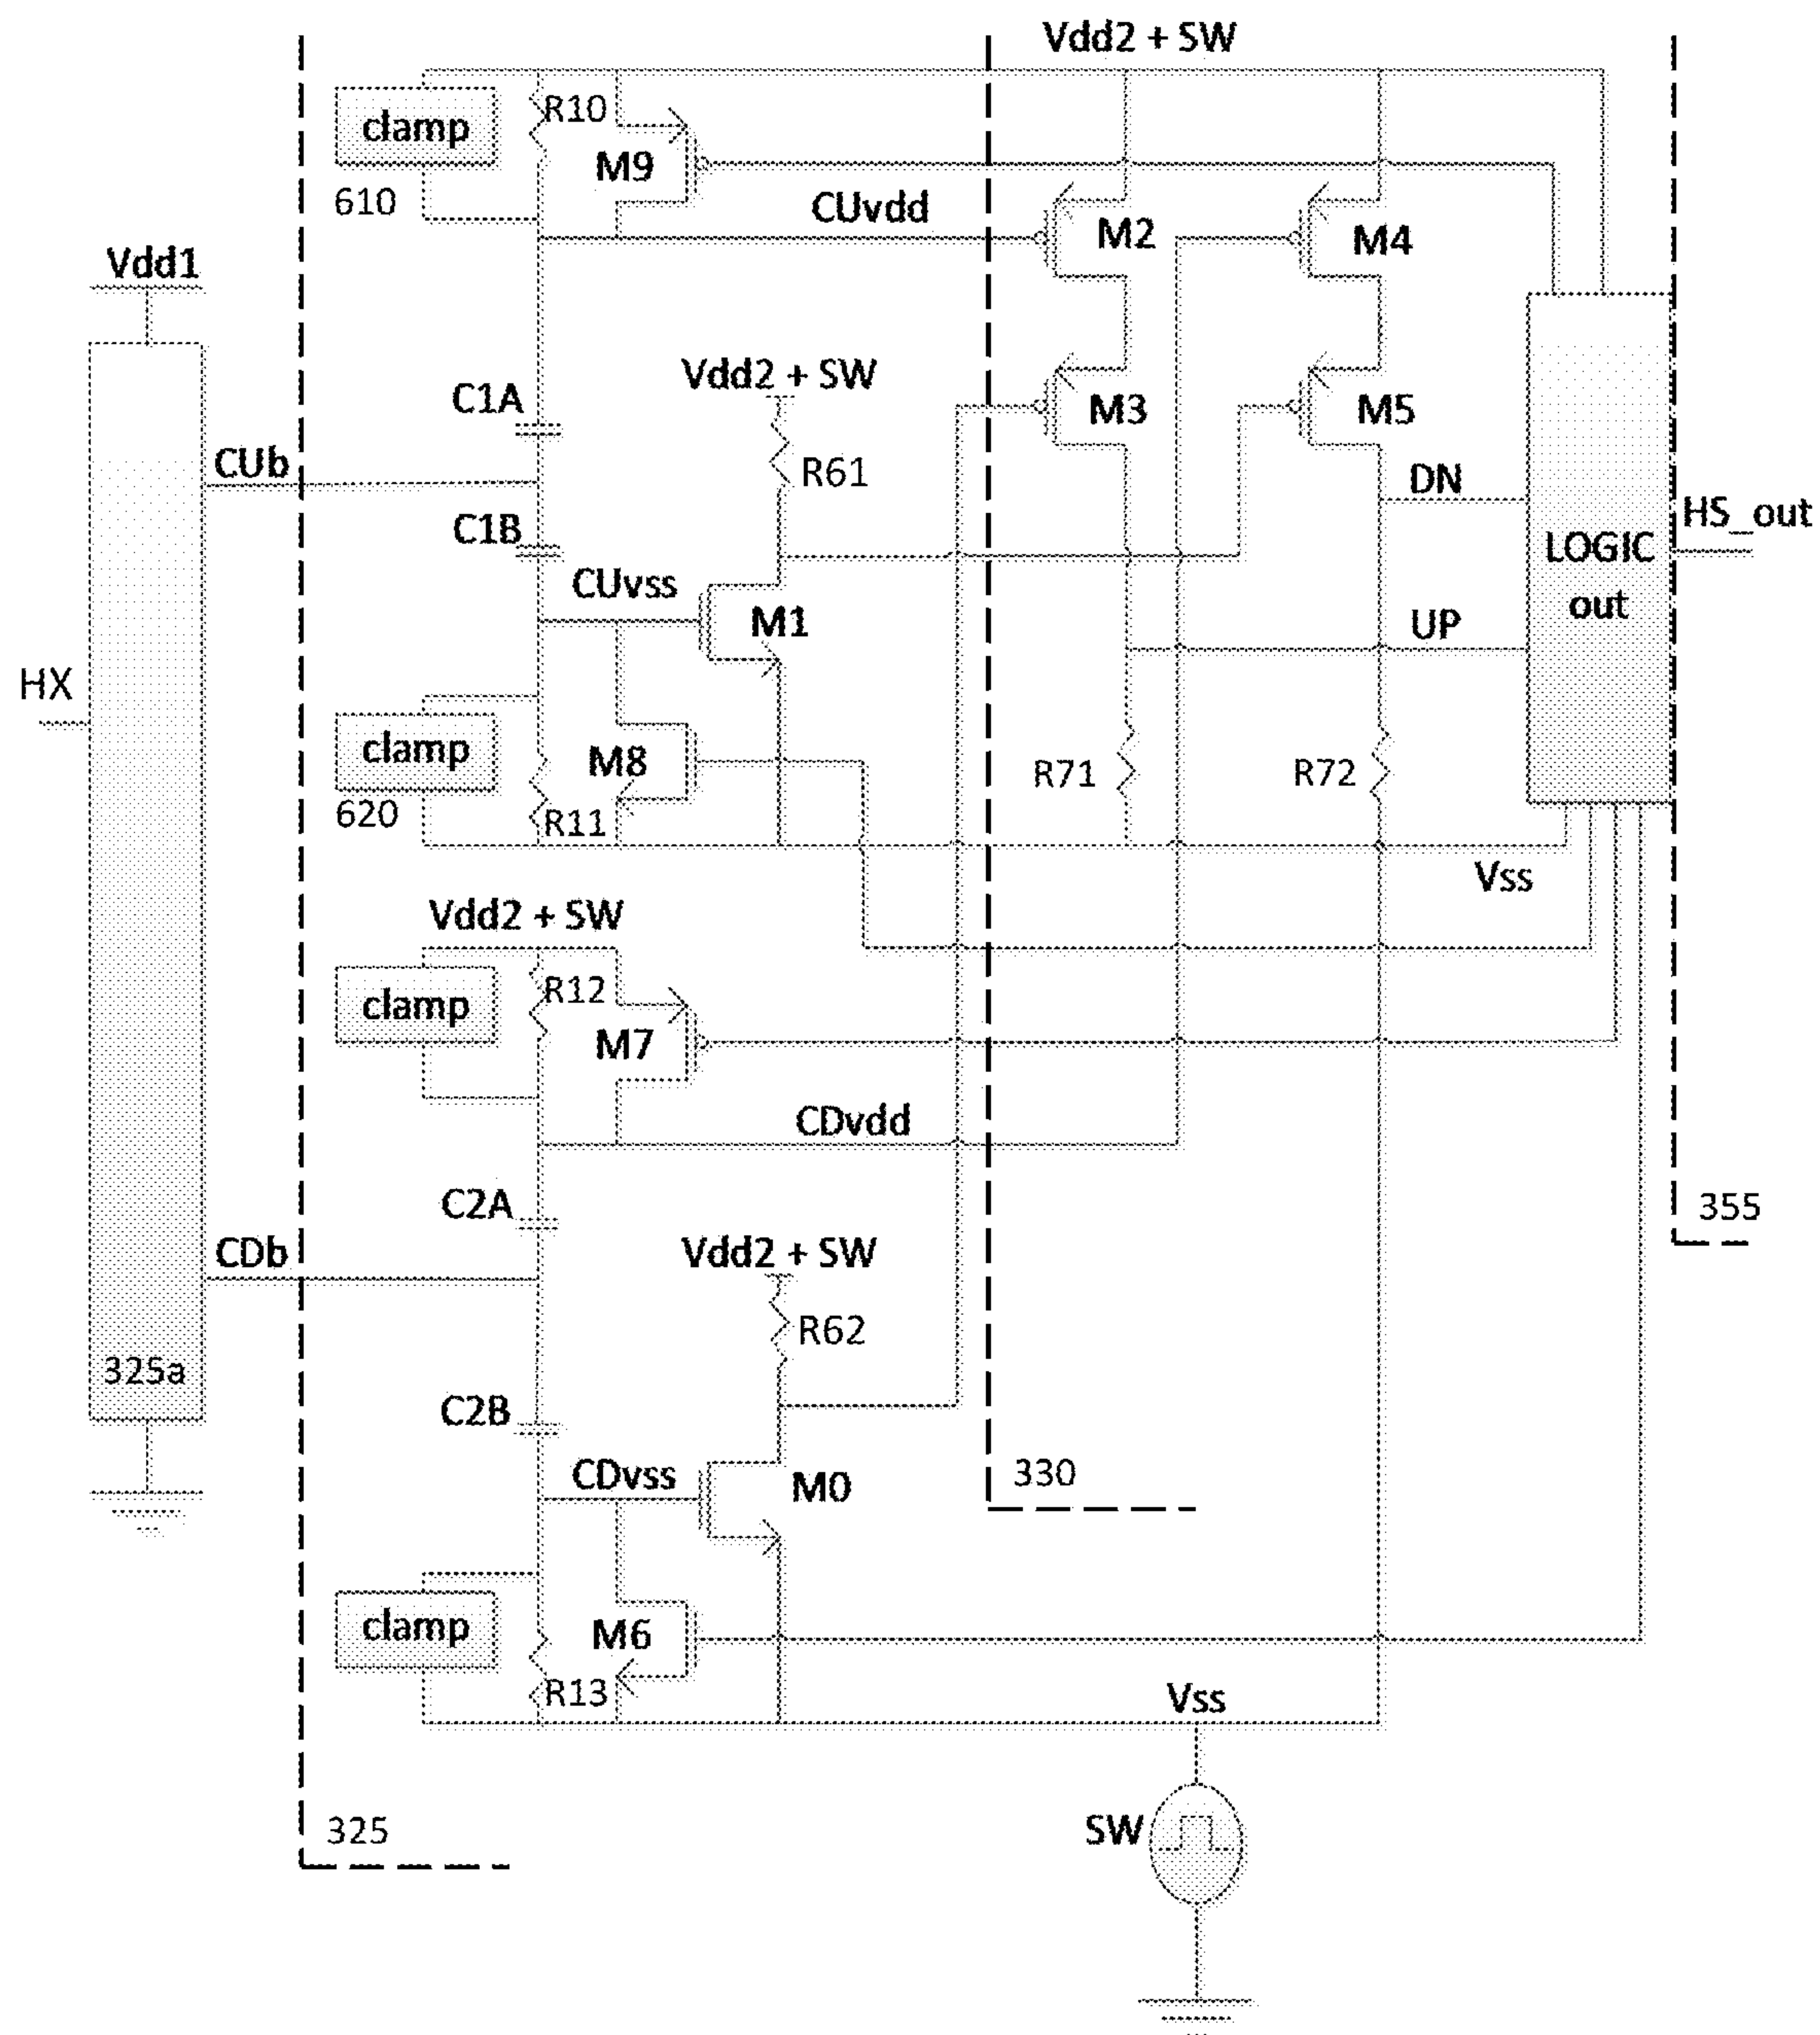 Vdd2 + SW
clamp
R10
M9
610
CUvdd
M2
M4
Vdd1
C1A
Vdd2 + SW
M3
M5
R61
CUb
DN
HS_out
C1B
LOGIC
out
CUvss
M1
UP
HX
clamp
M8
R71
R72
620
R11
Vss
Vdd2 + SW
clamp
R12
M7
CDvdd
C2A
355
CDb
Vdd2 + SW
R62
325a
C2B
CDvss
M0
330
clamp
M6
R13
Vss
325
SW